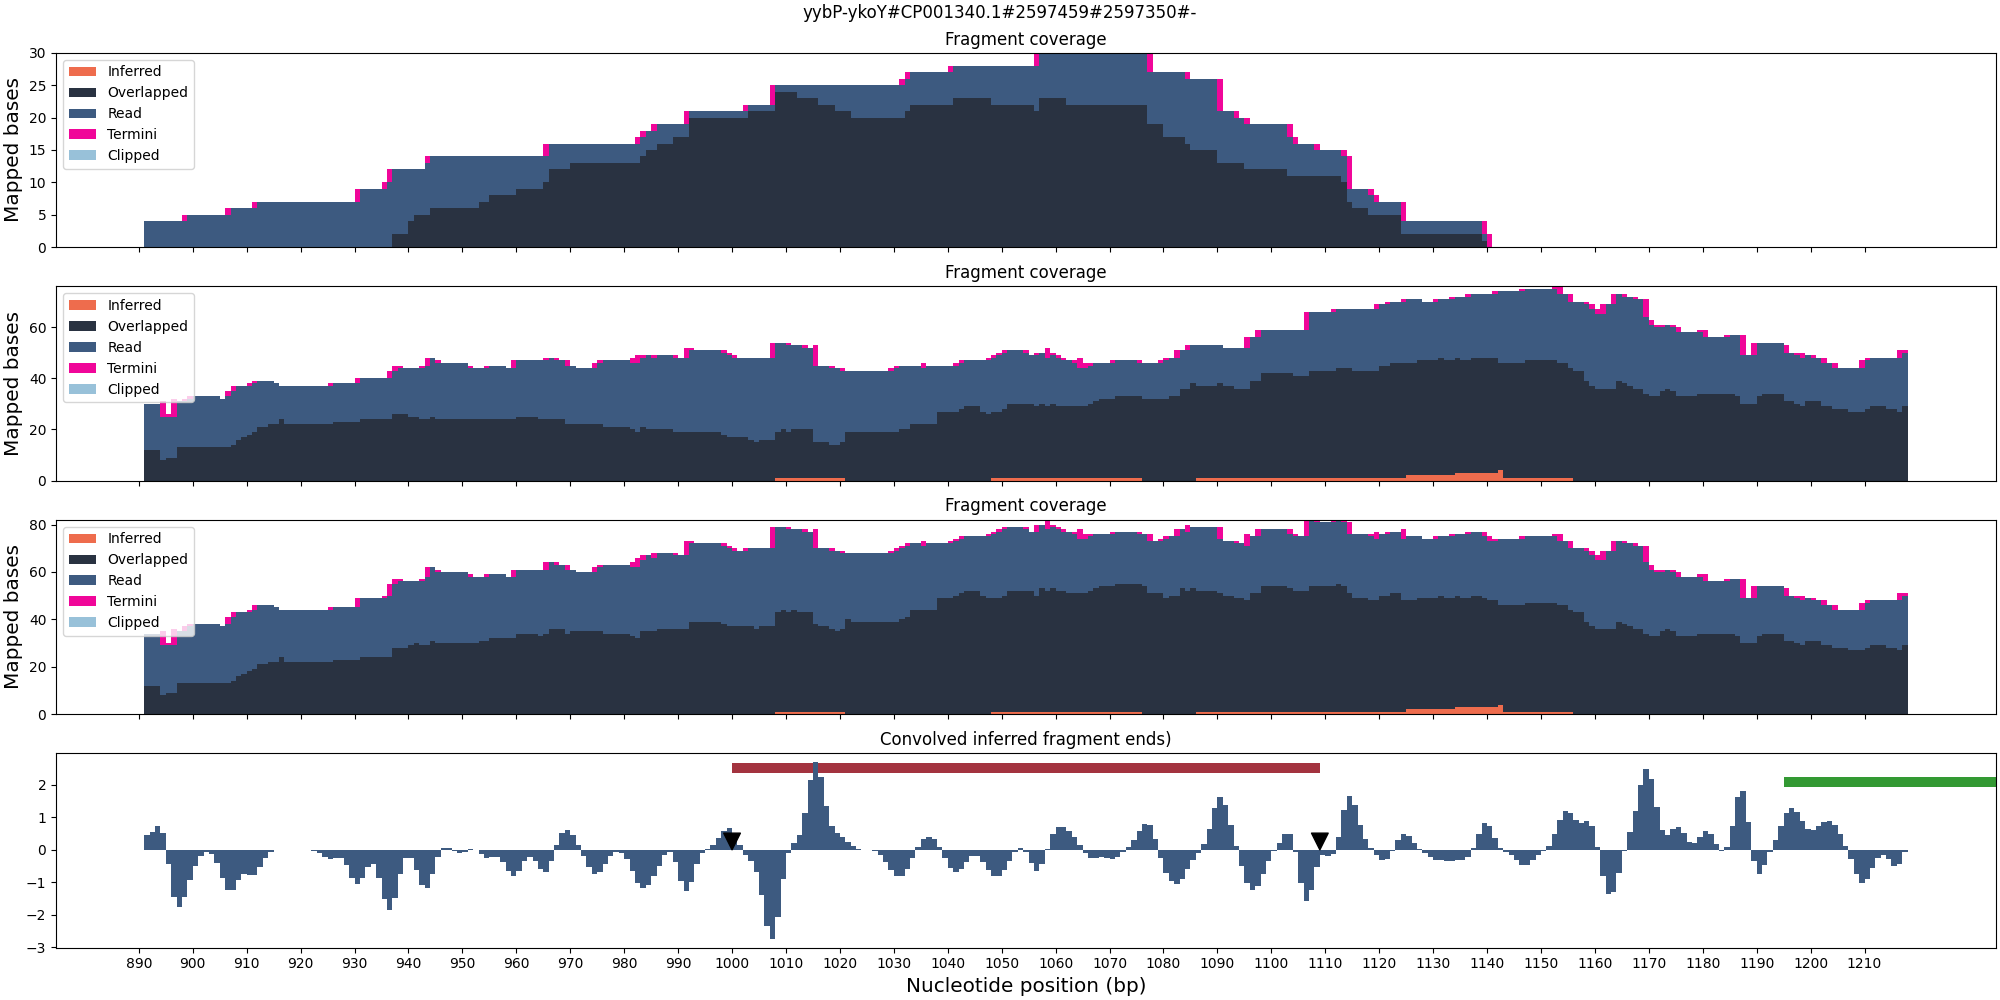 yybP-ykoY#CP001340.1#2597459#2597350#-
Fragment coverage
Mapped bases
30
25
20
15
10
5
0
Inferred
Overlapped
Read
Termini
Clipped
Fragment coverage
Mapped bases
60
40
20
0
Inferred
Overlapped
Read
Termini
Clipped
Fragment coverage
Mapped bases
80
60
40
20
0
Inferred
Overlapped
Read
Termini
Clipped
Convolved inferred fragment ends)
2
1
0
−1
−2
−3
890 900 910 920 930 940 950 960 970 980 990 1000 1010 1020 1030 1040 1050 1060 1070 1080 1090 1100 1110 1120 1130 1140 1150 1160 1170 1180 1190 1200 1210
Nucleotide position (bp)